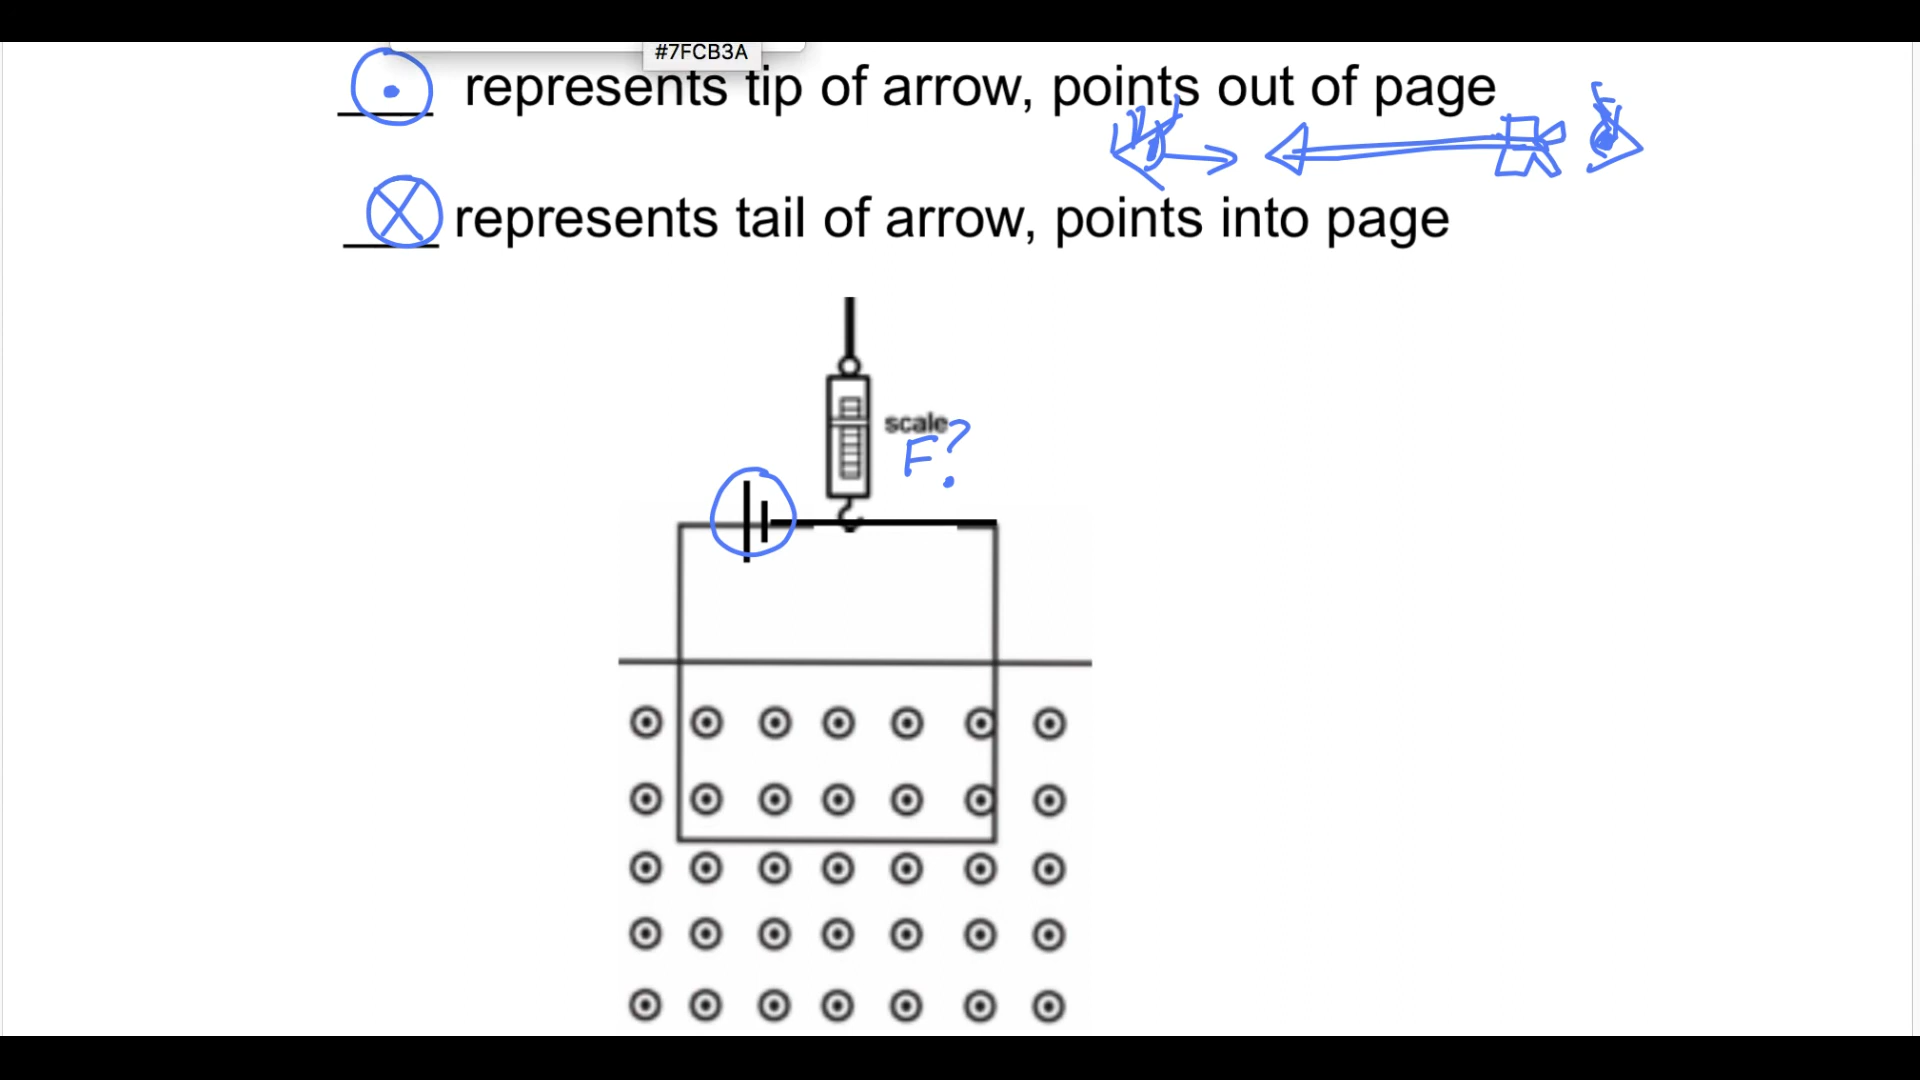 #7FCB3A
represents tip of arrow, points out of page
represents tail of arrow, points into page
scale
F?